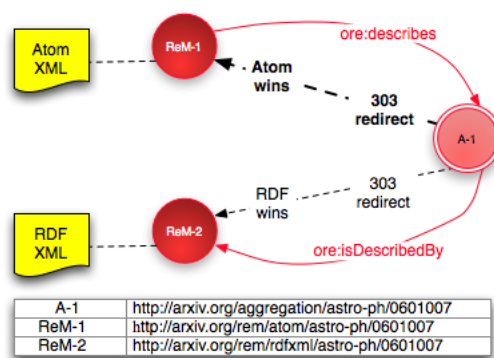 ore:describes
Atom
XML
ReM-1
Atom
wins
303
redirect
A-1
RDF
wins
303
redirect
RDF
XML
ReM-2
ore:isDescribedBy
A-1 http://arxiv.org/aggregation/astro-ph/0601007
ReM-1 http://arxiv.org/rem/atom/astro-ph/0601007
ReM-2 http://arxiv.org/rem/rdfxml/astro-ph/0601007